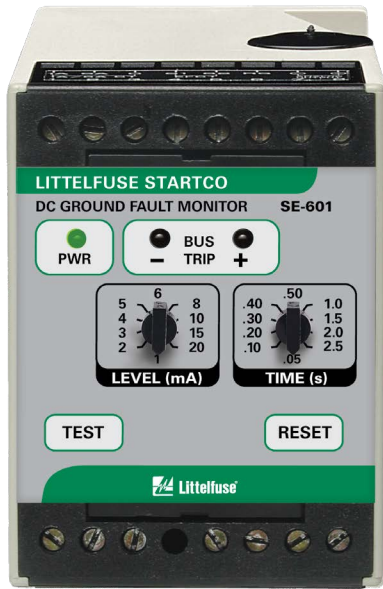 LITTELFUSE STARTCO
DC GROUND FAULT MONITOR SE-601
PWR
BUS
– TRIP +
6
5 8
4 10
3 15
2 20
1
LEVEL (mA)
.50
.40 1.0
.30 1.5
.20 2.0
.10 2.5
.05
TIME (s)
TEST
RESET
Littelfuse